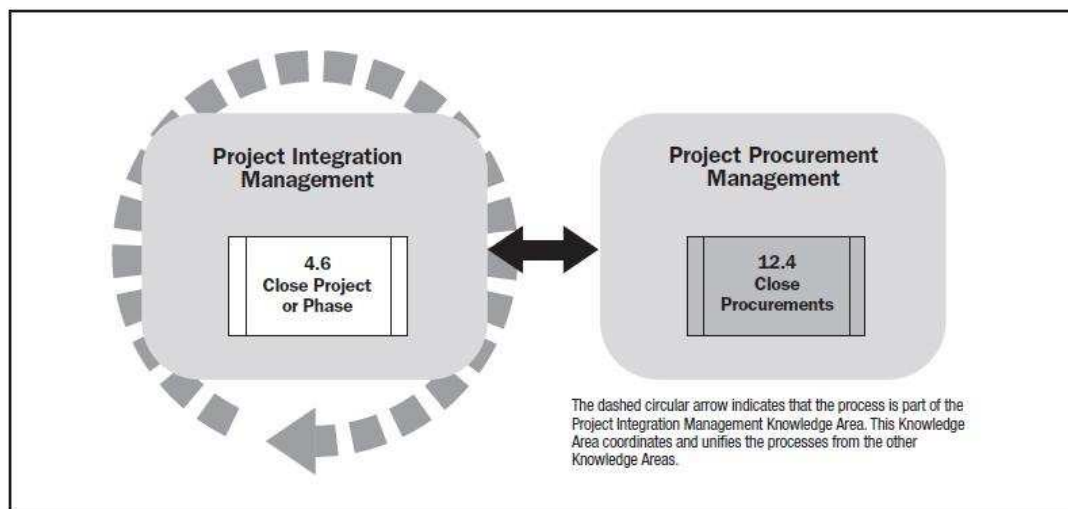 Project Integration
Management
4.6
Close Project
or Phase
Project Procurement
Management
12.4
Close
Procurements
The dashed circular arrow indicates that the process is part of the
Project Integration Management Knowledge Area. This Knowledge
Area coordinates and unifies the processes from the other
Knowledge Areas.